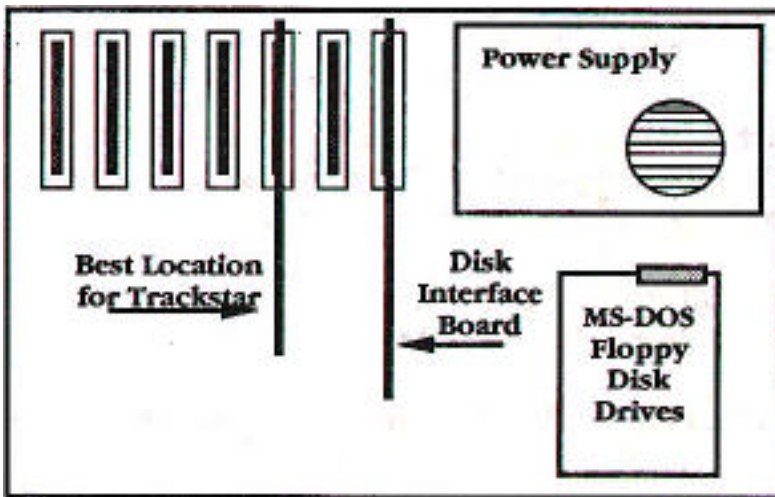 Power Supply
Best Location
for Trackstar
Disk
Interface
Board
MS-DOS
Floppy
Disk
Drives